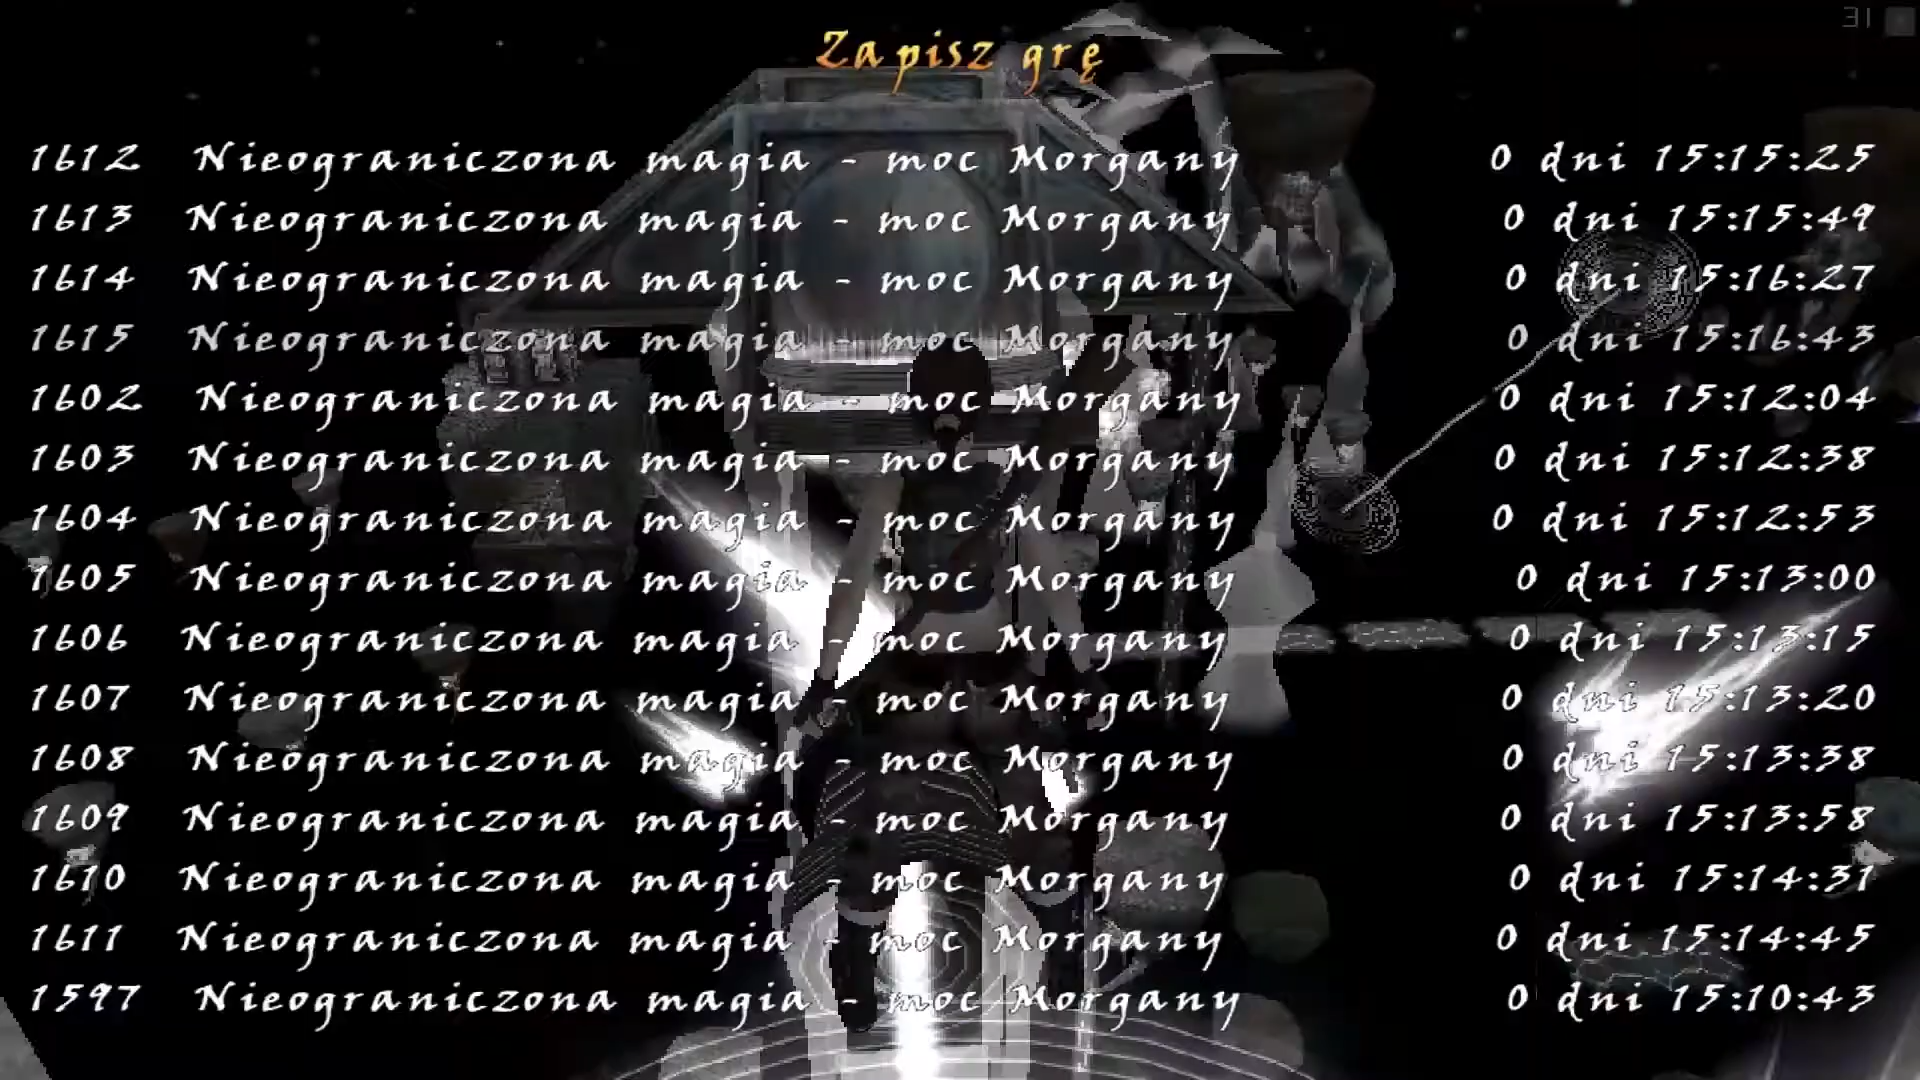 31
Zapisz grę
1612 Nieograniczona magia - moc Morgany 0 dni 15:15:25
1613 Nieograniczona magia - moc Morgany 0 dni 15:15:49
1614 Nieograniczona magia - moc Morgany 0 dni 15:16:27
1615 Nieograniczona magia - moc Morgany 0 dni 15:16:43
1602 Nieograniczona magia - moc Morgany 0 dni 15:12:04
1603 Nieograniczona magia - moc Morgany 0 dni 15:12:38
1604 Nieograniczona magia - moc Morgany 0 dni 15:12:53
1605 Nieograniczona magia - moc Morgany 0 dni 15:13:00
1606 Nieograniczona magia - moc Morgany 0 dni 15:13:15
1607 Nieograniczona magia - moc Morgany 0 dni 15:13:20
1608 Nieograniczona magia - moc Morgany 0 dni 15:13:38
1609 Nieograniczona magia - moc Morgany 0 dni 15:13:58
1610 Nieograniczona magia - moc Morgany 0 dni 15:14:31
1611 Nieograniczona magia - moc Morgany 0 dni 15:14:45
1597 Nieograniczona magia - moc Morgany 0 dni 15:10:43